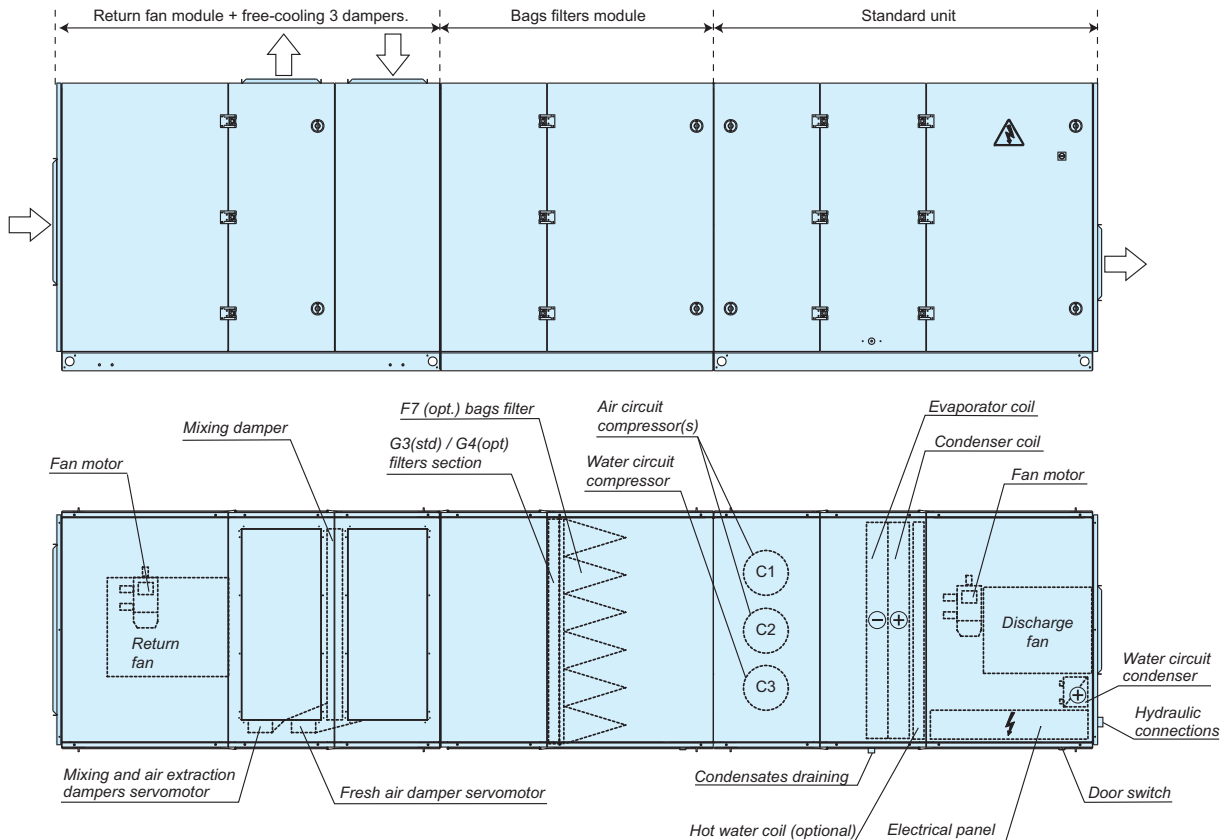 Return fan module + free-cooling 3 dampers.
Bags filters module
Standard unit
F7 (opt.) bags filter
Air circuit
compressor(s)
Evaporator coil
Mixing damper
G3(std) / G4(opt)
filters section
Water circuit
compressor
Condenser coil
Fan motor
Fan motor
C1
C2
C3
Return
fan
Discharge
fan
Water circuit
condenser
Hydraulic
connections
Mixing and air extraction
dampers servomotor
Fresh air damper servomotor
Condensates draining
Door switch
Hot water coil (optional)
Electrical panel